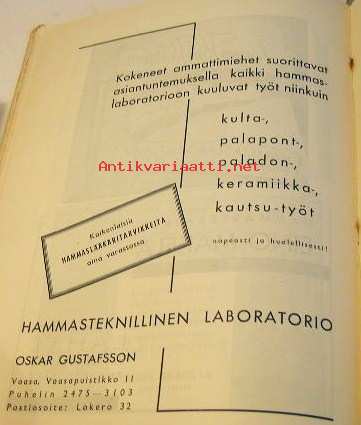 Kokeneet ammattimiehet suorittavat
asiantuntemuksella kaikki hammas-
laboratorioon kuuluvat työt niinkuin
kulta-,
palapont-,
Antikvariaatti.net
paladon-,
keramiikka-,
kautsu-työt
nopeasti ja huolellisesti!
Kaikenlaisia
HAMMASLÄÄKÄRITARVIKKEITA
aina varastossa
HAMMASTEKNILLINEN LABORATORIO
OSKAR GUSTAFSSON
Vaasa, Vaasapuistikko 11
Puhelin 2475—3103
Postiosoite: Lokero 32